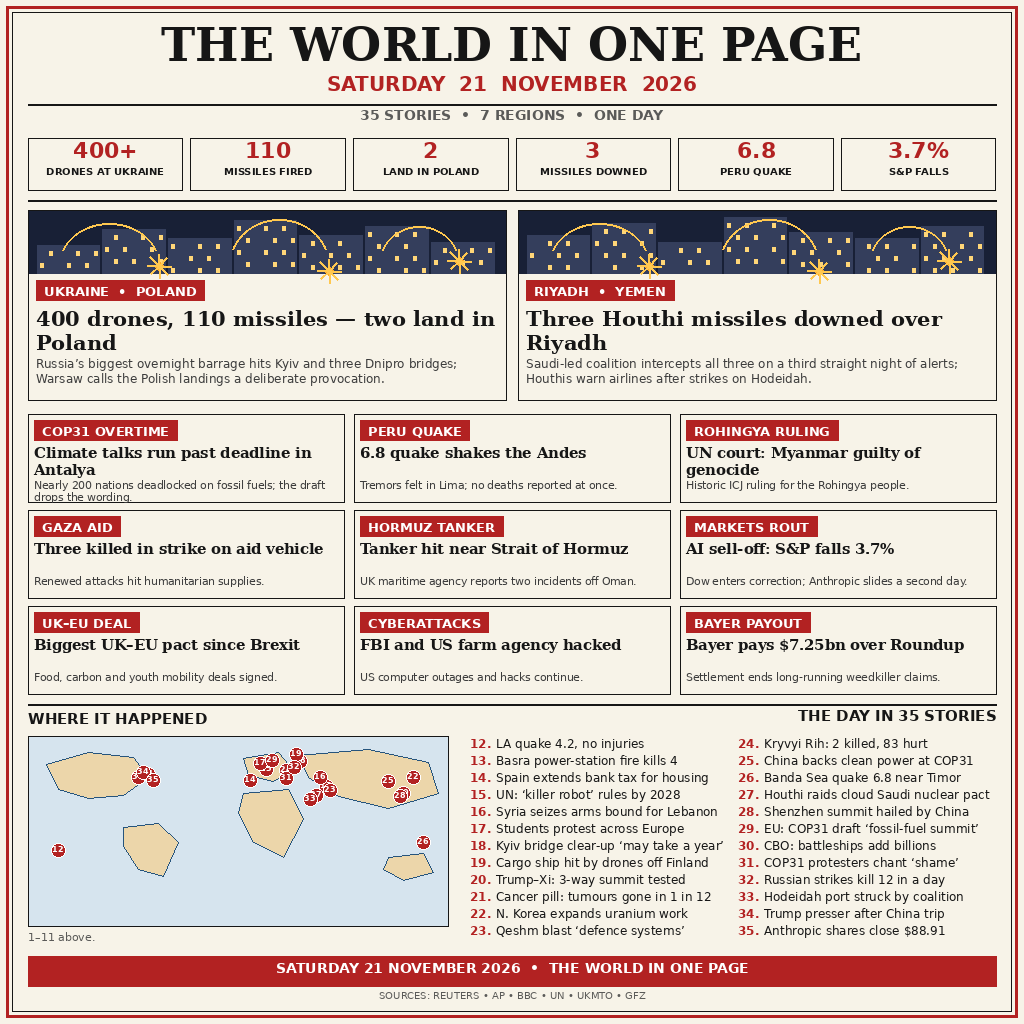 THE WORLD IN ONE PAGE
SATURDAY 21 NOVEMBER 2026
35 STORIES • 7 REGIONS • ONE DAY
400+
DRONES AT UKRAINE
110
MISSILES FIRED
2
LAND IN POLAND
3
MISSILES DOWNED
6.8
PERU QUAKE
3.7%
S&P FALLS
UKRAINE • POLAND
400 drones, 110 missiles — two land in
Poland
Russia’s biggest overnight barrage hits Kyiv and three Dnipro bridges;
Warsaw calls the Polish landings a deliberate provocation.
RIYADH • YEMEN
Three Houthi missiles downed over
Riyadh
Saudi-led coalition intercepts all three on a third straight night of alerts;
Houthis warn airlines after strikes on Hodeidah.
COP31 OVERTIME
Climate talks run past deadline in
Antalya
Nearly 200 nations deadlocked on fossil fuels; the draft
drops the wording.
PERU QUAKE
6.8 quake shakes the Andes
Tremors felt in Lima; no deaths reported at once.
ROHINGYA RULING
UN court: Myanmar guilty of
genocide
Historic ICJ ruling for the Rohingya people.
GAZA AID
Three killed in strike on aid vehicle
Renewed attacks hit humanitarian supplies.
HORMUZ TANKER
Tanker hit near Strait of Hormuz
UK maritime agency reports two incidents off Oman.
MARKETS ROUT
AI sell-off: S&P falls 3.7%
Dow enters correction; Anthropic slides a second day.
UK–EU DEAL
Biggest UK–EU pact since Brexit
Food, carbon and youth mobility deals signed.
CYBERATTACKS
FBI and US farm agency hacked
US computer outages and hacks continue.
BAYER PAYOUT
Bayer pays $7.25bn over Roundup
Settlement ends long-running weedkiller claims.
WHERE IT HAPPENED
12
14
16
17
19
22
23
25
26
28
29
31
32
33
34
35
1–11 above.
THE DAY IN 35 STORIES
12. LA quake 4.2, no injuries
13. Basra power-station fire kills 4
14. Spain extends bank tax for housing
15. UN: ‘killer robot’ rules by 2028
16. Syria seizes arms bound for Lebanon
17. Students protest across Europe
18. Kyiv bridge clear-up ‘may take a year’
19. Cargo ship hit by drones off Finland
20. Trump–Xi: 3-way summit tested
21. Cancer pill: tumours gone in 1 in 12
22. N. Korea expands uranium work
23. Qeshm blast ‘defence systems’
24. Kryvyi Rih: 2 killed, 83 hurt
25. China backs clean power at COP31
26. Banda Sea quake 6.8 near Timor
27. Houthi raids cloud Saudi nuclear pact
28. Shenzhen summit hailed by China
29. EU: COP31 draft ‘fossil-fuel summit’
30. CBO: battleships add billions
31. COP31 protesters chant ‘shame’
32. Russian strikes kill 12 in a day
33. Hodeidah port struck by coalition
34. Trump presser after China trip
35. Anthropic shares close $88.91
SATURDAY 21 NOVEMBER 2026 • THE WORLD IN ONE PAGE
SOURCES: REUTERS • AP • BBC • UN • UKMTO • GFZ